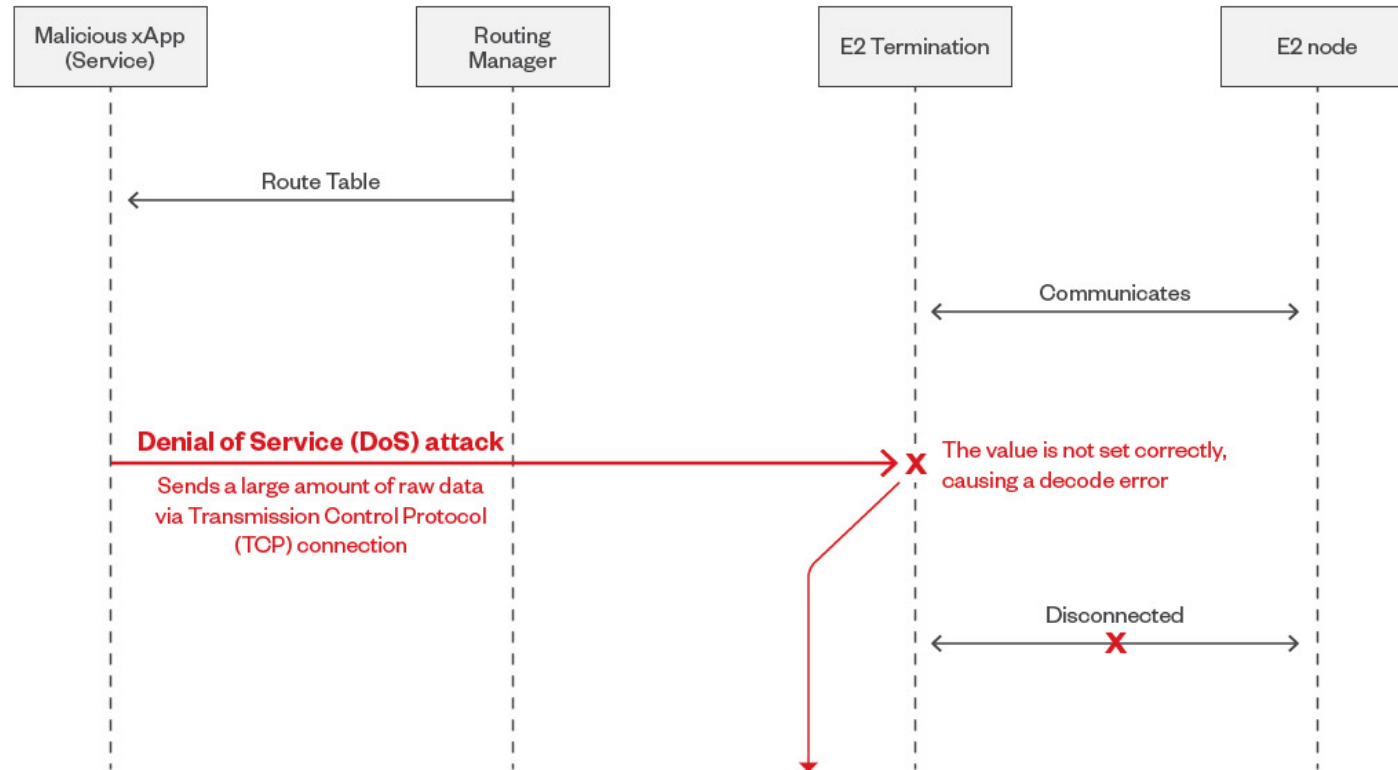 Malicious xApp
(Service)
Routing
Manager
E2 Termination
E2 node
Route Table
Communicates
Denial of Service (DoS) attack
Sends a large amount of raw data
via Transmission Control Protocol
(TCP) connection
X
The value is not set correctly,
causing a decode error
Disconnected
X